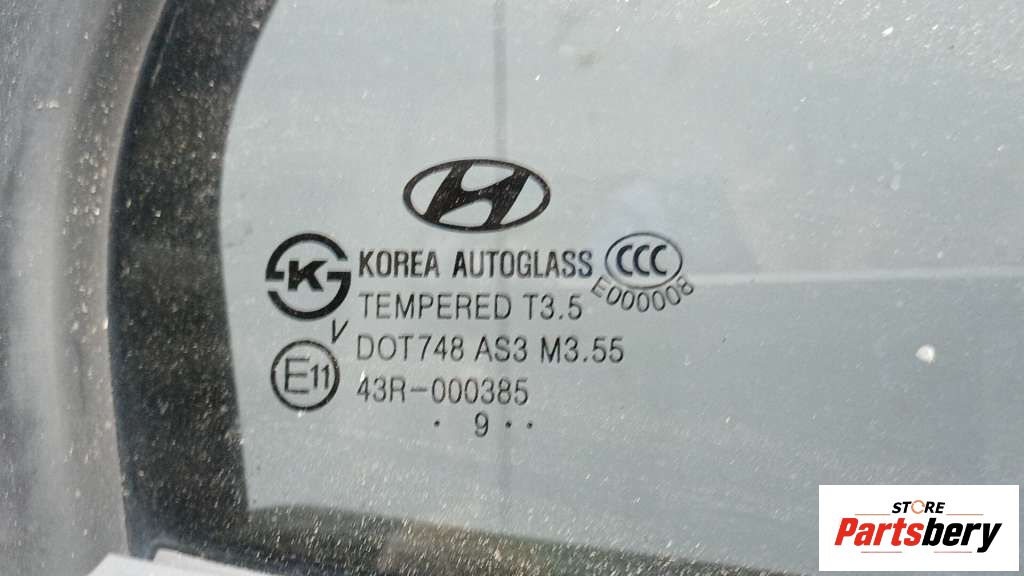 K
KOREA AUTOGLASS
CCC
E000008
TEMPERED T3.5
V
DOT748 AS3 M3.55
E11
43R-000385
· 9 · ·
STORE
Partsbery